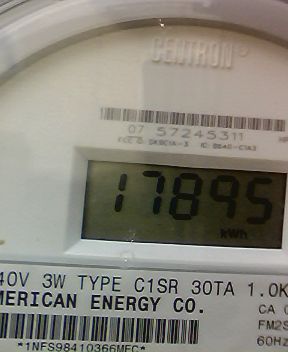 CENTRON®
07 57245311
17895
kWh
40V 3W TYPE C1SR 30TA 1.0K
MERICAN ENERGY CO.
CA
FM2S
60Hz
*1NFS98410366MFC*